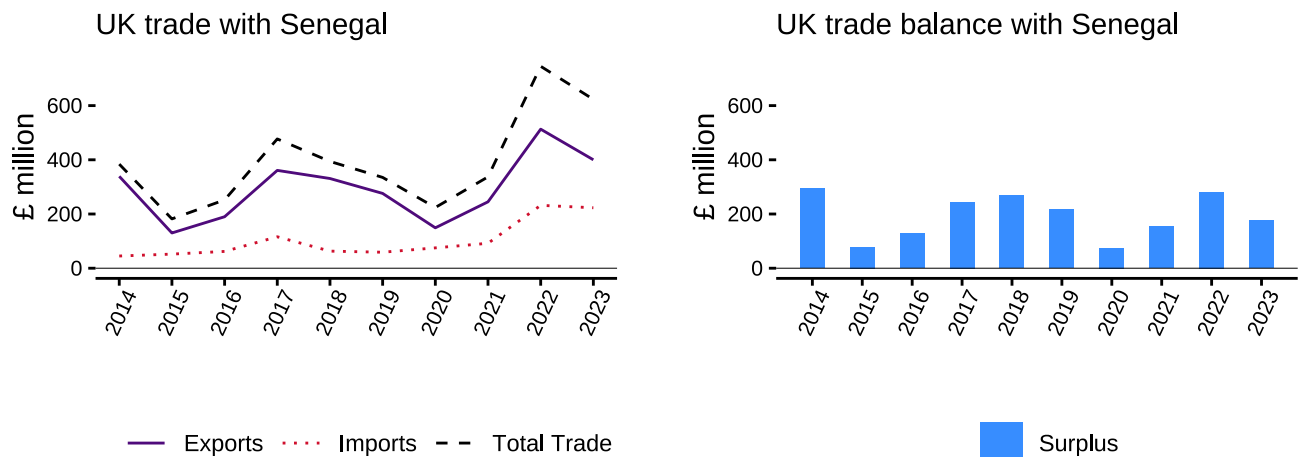 UK trade with Senegal
£ million
600
400
200
0
2014 2015 2016 2017 2018 2019 2020 2021 2022 2023
Exports Imports Total Trade
UK trade balance with Senegal
£ million
600
400
200
0
2014 2015 2016 2017 2018 2019 2020 2021 2022 2023
Surplus